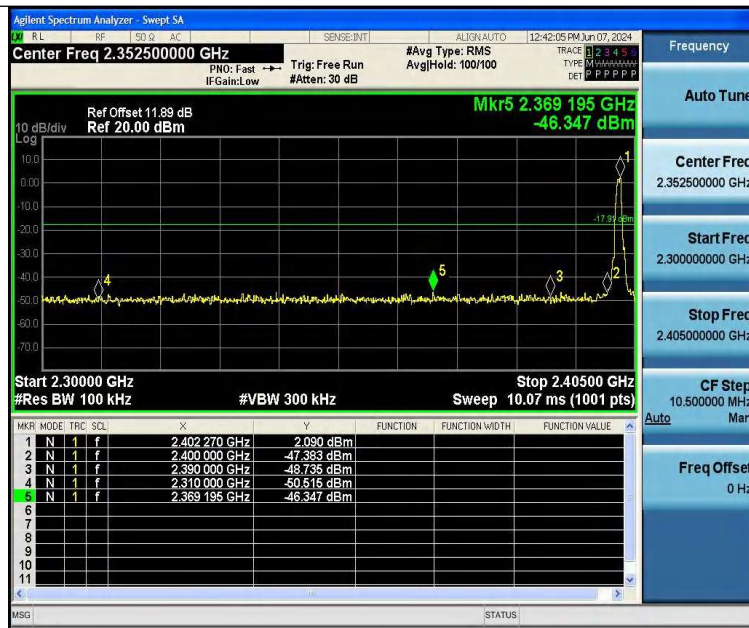 Agilent Spectrum Analyzer - Swept SA
LXI RL RF 50 Ω AC SENSE:INT ALIGN AUTO 12:42:05 PM Jun 07, 2024
Center Freq 2.352500000 GHz
PNO: Fast
IFGain:Low
Trig: Free Run
#Atten: 30 dB
#Avg Type: RMS
Avg|Hold: 100/100
TRACE 1 2 3 4 5 6
TYPE M
DET P P P P P P
Ref Offset 11.89 dB
10 dB/div Ref 20.00 dBm
Log
Mkr5 2.369 195 GHz
-46.347 dBm
10.0
0.00
-10.0
-20.0
-30.0
-40.0
-50.0
-60.0
-70.0
-17.91 dBm
1
2
3
4
5
Start 2.30000 GHz Stop 2.40500 GHz
#Res BW 100 kHz #VBW 300 kHz Sweep 10.07 ms (1001 pts)
MKR MODE TRC SCL X Y FUNCTION FUNCTION WIDTH FUNCTION VALUE
1 N 1 f 2.402 270 GHz 2.090 dBm
2 N 1 f 2.400 000 GHz -47.383 dBm
3 N 1 f 2.390 000 GHz -48.735 dBm
4 N 1 f 2.310 000 GHz -50.515 dBm
5 N 1 f 2.369 195 GHz -46.347 dBm
6
7
8
9
10
11
MSG STATUS
Frequency
Auto Tune
Center Freq
2.352500000 GHz
Start Freq
2.300000000 GHz
Stop Freq
2.405000000 GHz
CF Step
10.500000 MHz
Auto Man
Freq Offset
0 Hz